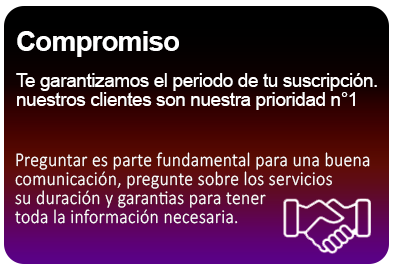 Compromiso
Te garantizamos el periodo de tu suscripción.
nuestros clientes son nuestra prioridad n°1
Preguntar es parte fundamental para una buena
comunicación, pregunte sobre los servicios
su duración y garantias para tener
toda la información necesaria.